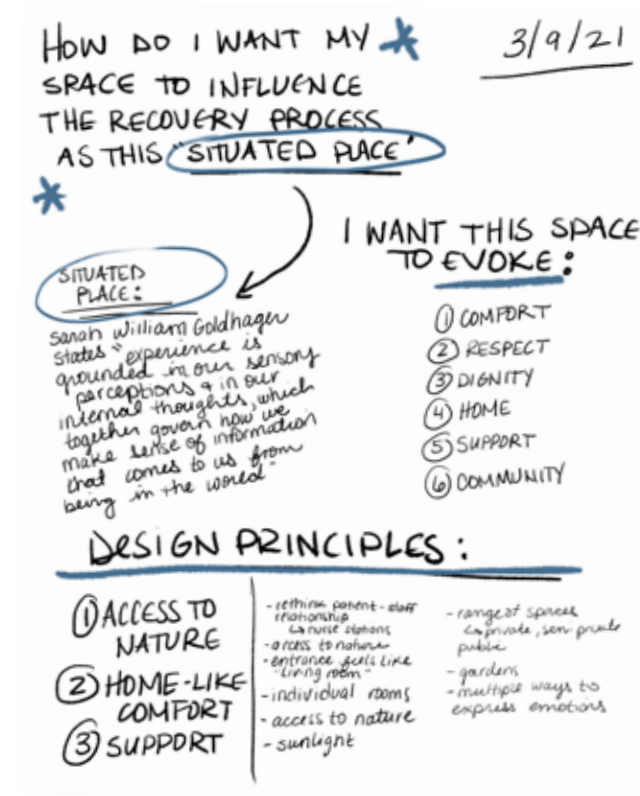 HOW DO I WANT MY
SPACE TO INFLUENCE
THE RECOVERY PROCESS
AS THIS "SITUATED PLACE"
3/9/21
SITUATED
PLACE:
Sarah William Goldhager
states "experience is
grounded in our sensory
perceptions & in our
internal thoughts, which
together govern how we
make sense of information
that comes to us from
being in the world"
I WANT THIS SPACE
TO EVOKE:
① COMFORT
② RESPECT
③ DIGNITY
④ HOME
⑤ SUPPORT
⑥ COMMUNITY
DESIGN PRINCIPLES:
① ACCESS TO
NATURE
② HOME-LIKE
COMFORT
③ SUPPORT
- rethink patient-staff
relationship
↳ nurse stations
- access to nature
- entrance feels like
"living room"
- individual rooms
- access to nature
- sunlight
- range of spaces
↳ private, semi private
public
- gardens
- multiple ways to
express emotions